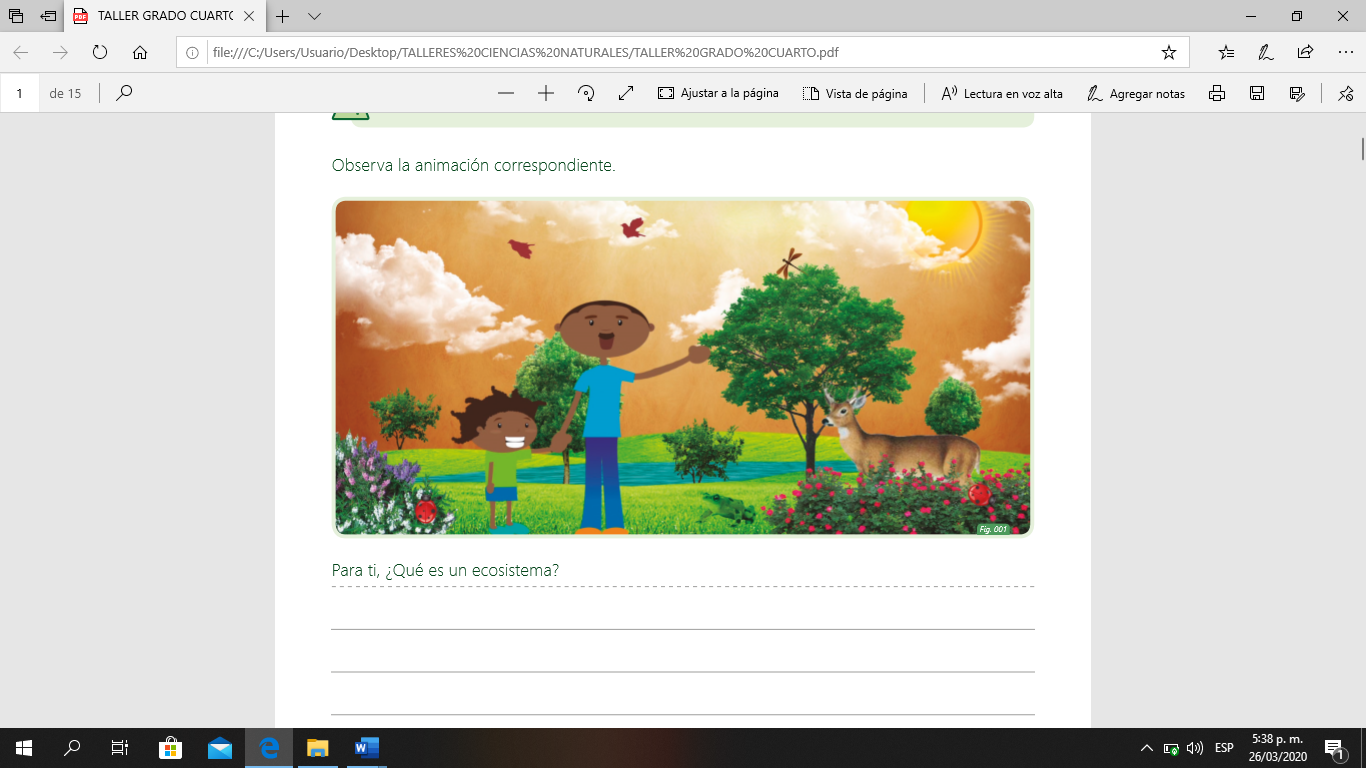 TALLER GRADO CUARTO
file:///C:/Users/Usuario/Desktop/TALLERES%20CIENCIAS%20NATURALES/TALLER%20GRADO%20CUARTO.pdf
1 de 15 Ajustar a la página Vista de página Lectura en voz alta Agregar notas
Observa la animación correspondiente.
Fig. 001
Para ti, ¿Qué es un ecosistema?
ESP 5:38 p. m.
26/03/2020 1